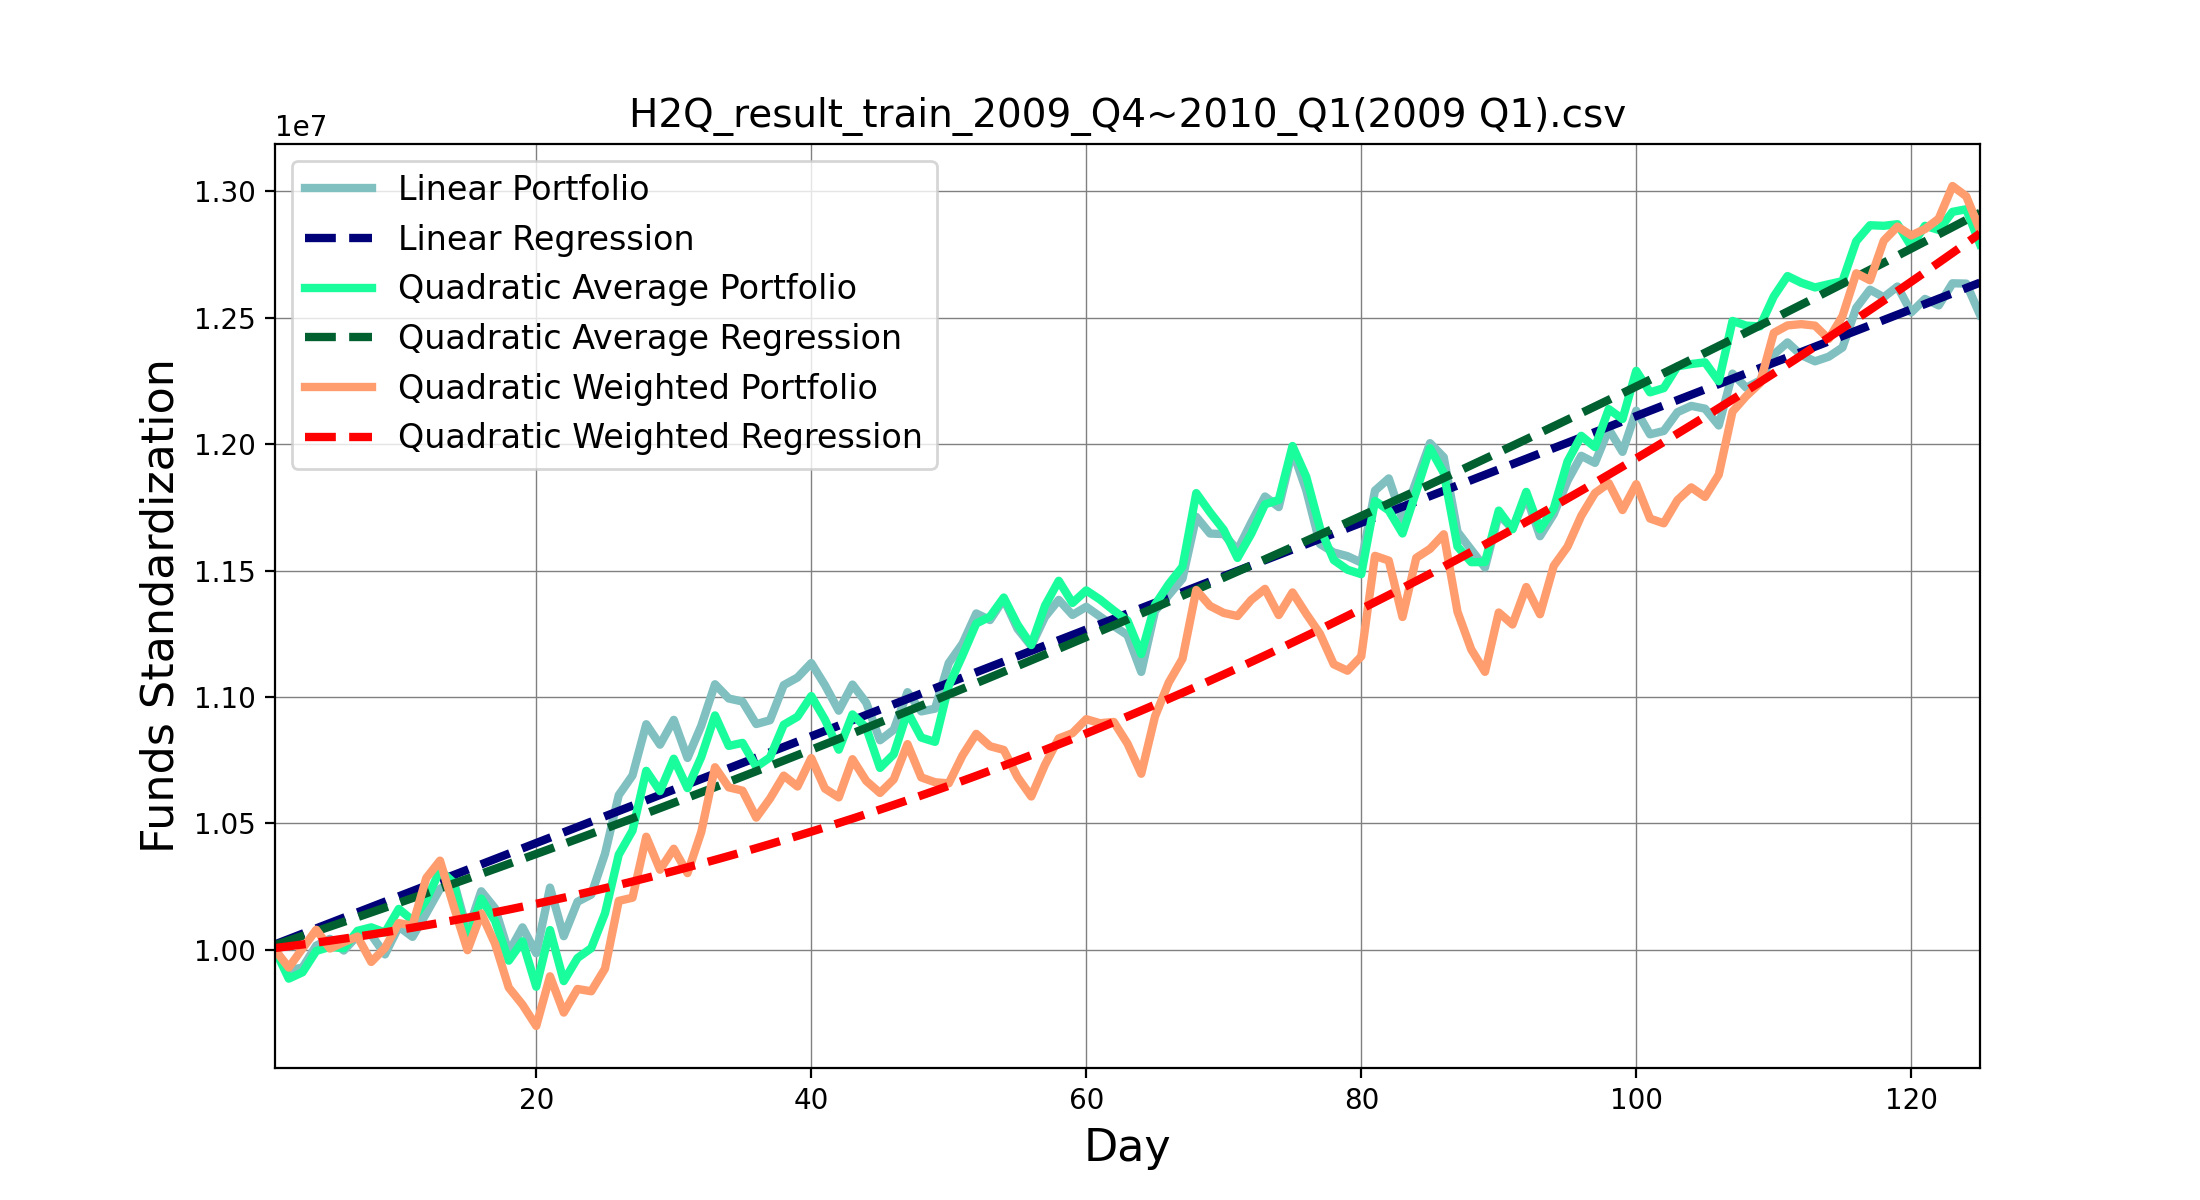 H2Q_result_train_2009_Q4~2010_Q1(2009 Q1).csv
1e7
Linear Portfolio
Linear Regression
Quadratic Average Portfolio
Quadratic Average Regression
Quadratic Weighted Portfolio
Quadratic Weighted Regression
Funds Standardization
1.30
1.25
1.20
1.15
1.10
1.05
1.00
20 40 60 80 100 120
Day